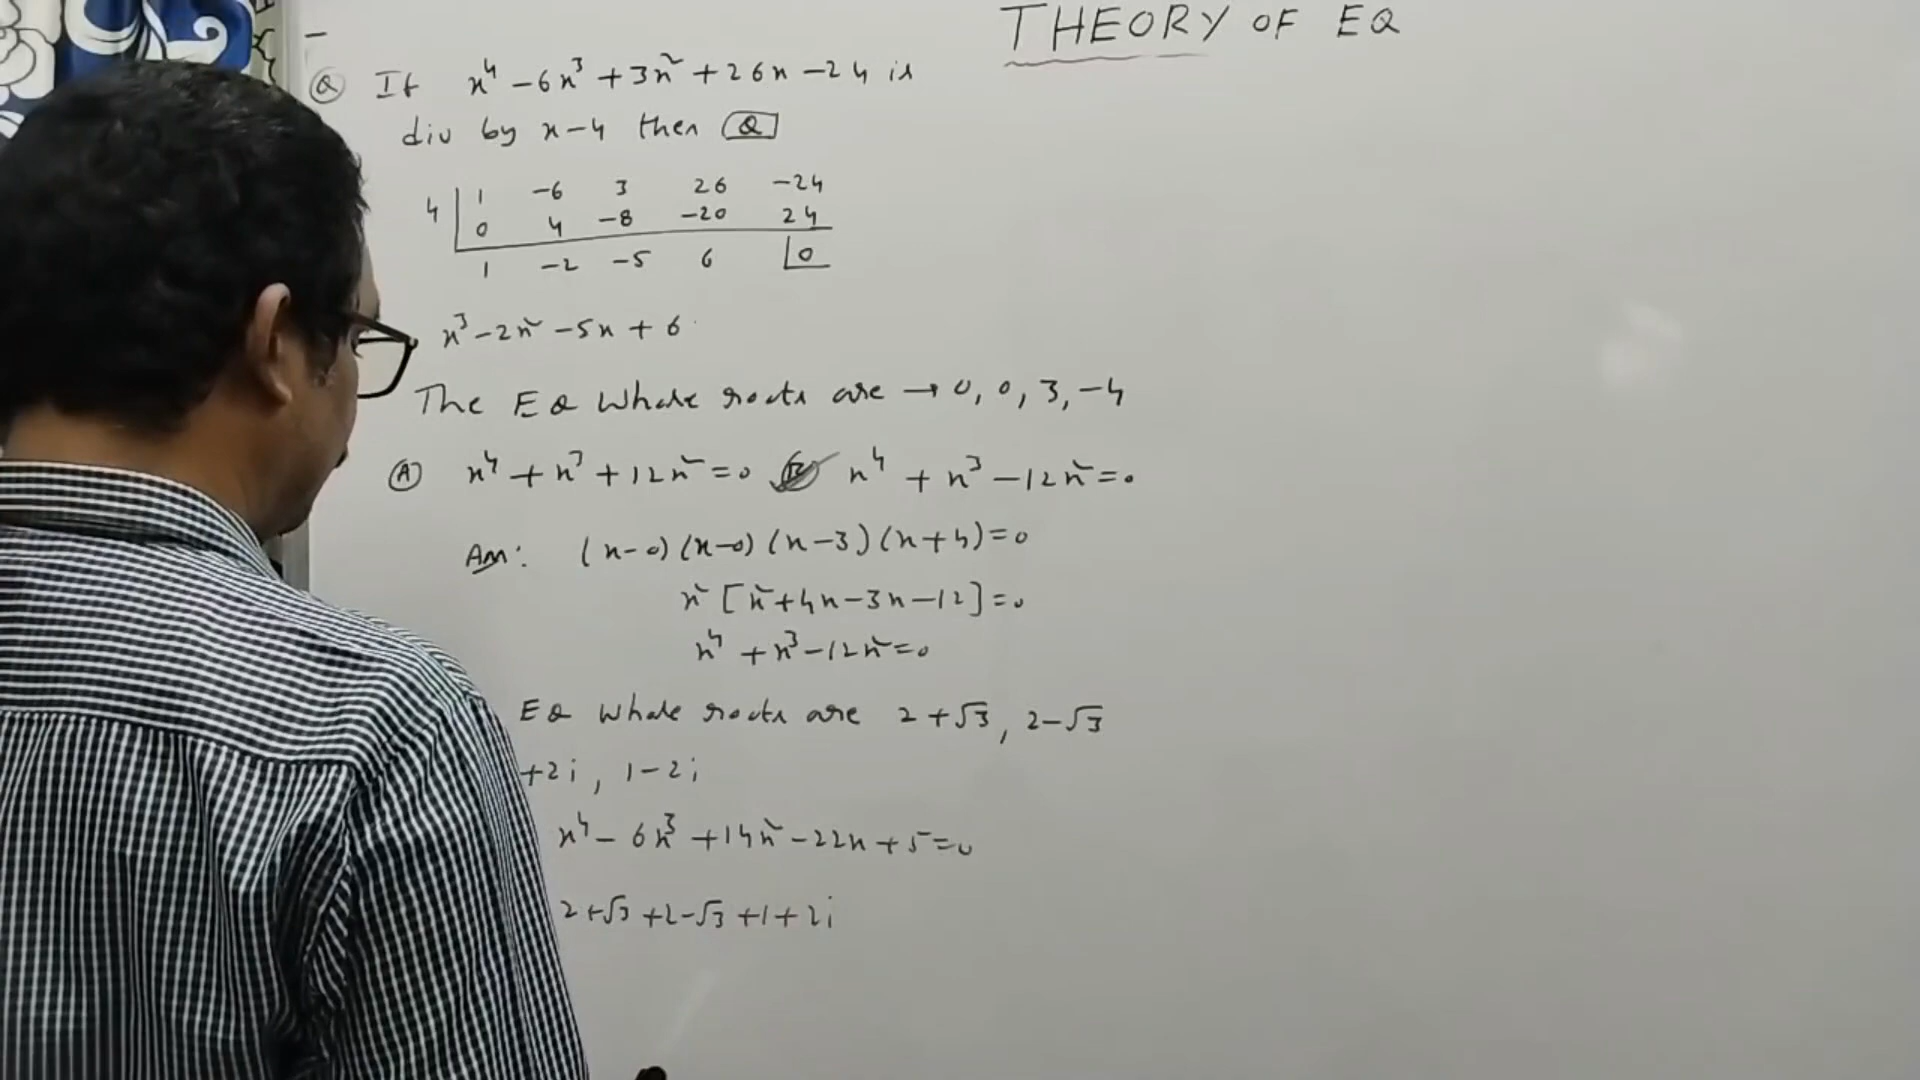 THEORY OF EQ
Q If x⁴ - 6x³ + 3x² + 26x - 24 is
div by x-4 then Q
4 | 1 -6 3 26 -24
0 4 -8 -20 24
1 -2 -5 6 |0
x³ - 2x² - 5x + 6
The EQ Whose roots are → 0, 0, 3, -4
(A) x⁴ + x³ + 12x² = 0 (B) x⁴ + x³ - 12x² = 0
Ans: (x-0)(x-0)(x-3)(x+4)=0
x²[x²+4x-3x-12]=0
x⁴ + x³ - 12x² = 0
EQ whose roots are 2+√3, 2-√3
+2i, 1-2i
x⁴ - 6x³ + 14x² - 22x + 5 = 0
2+√3 +2-√3 +1+2i